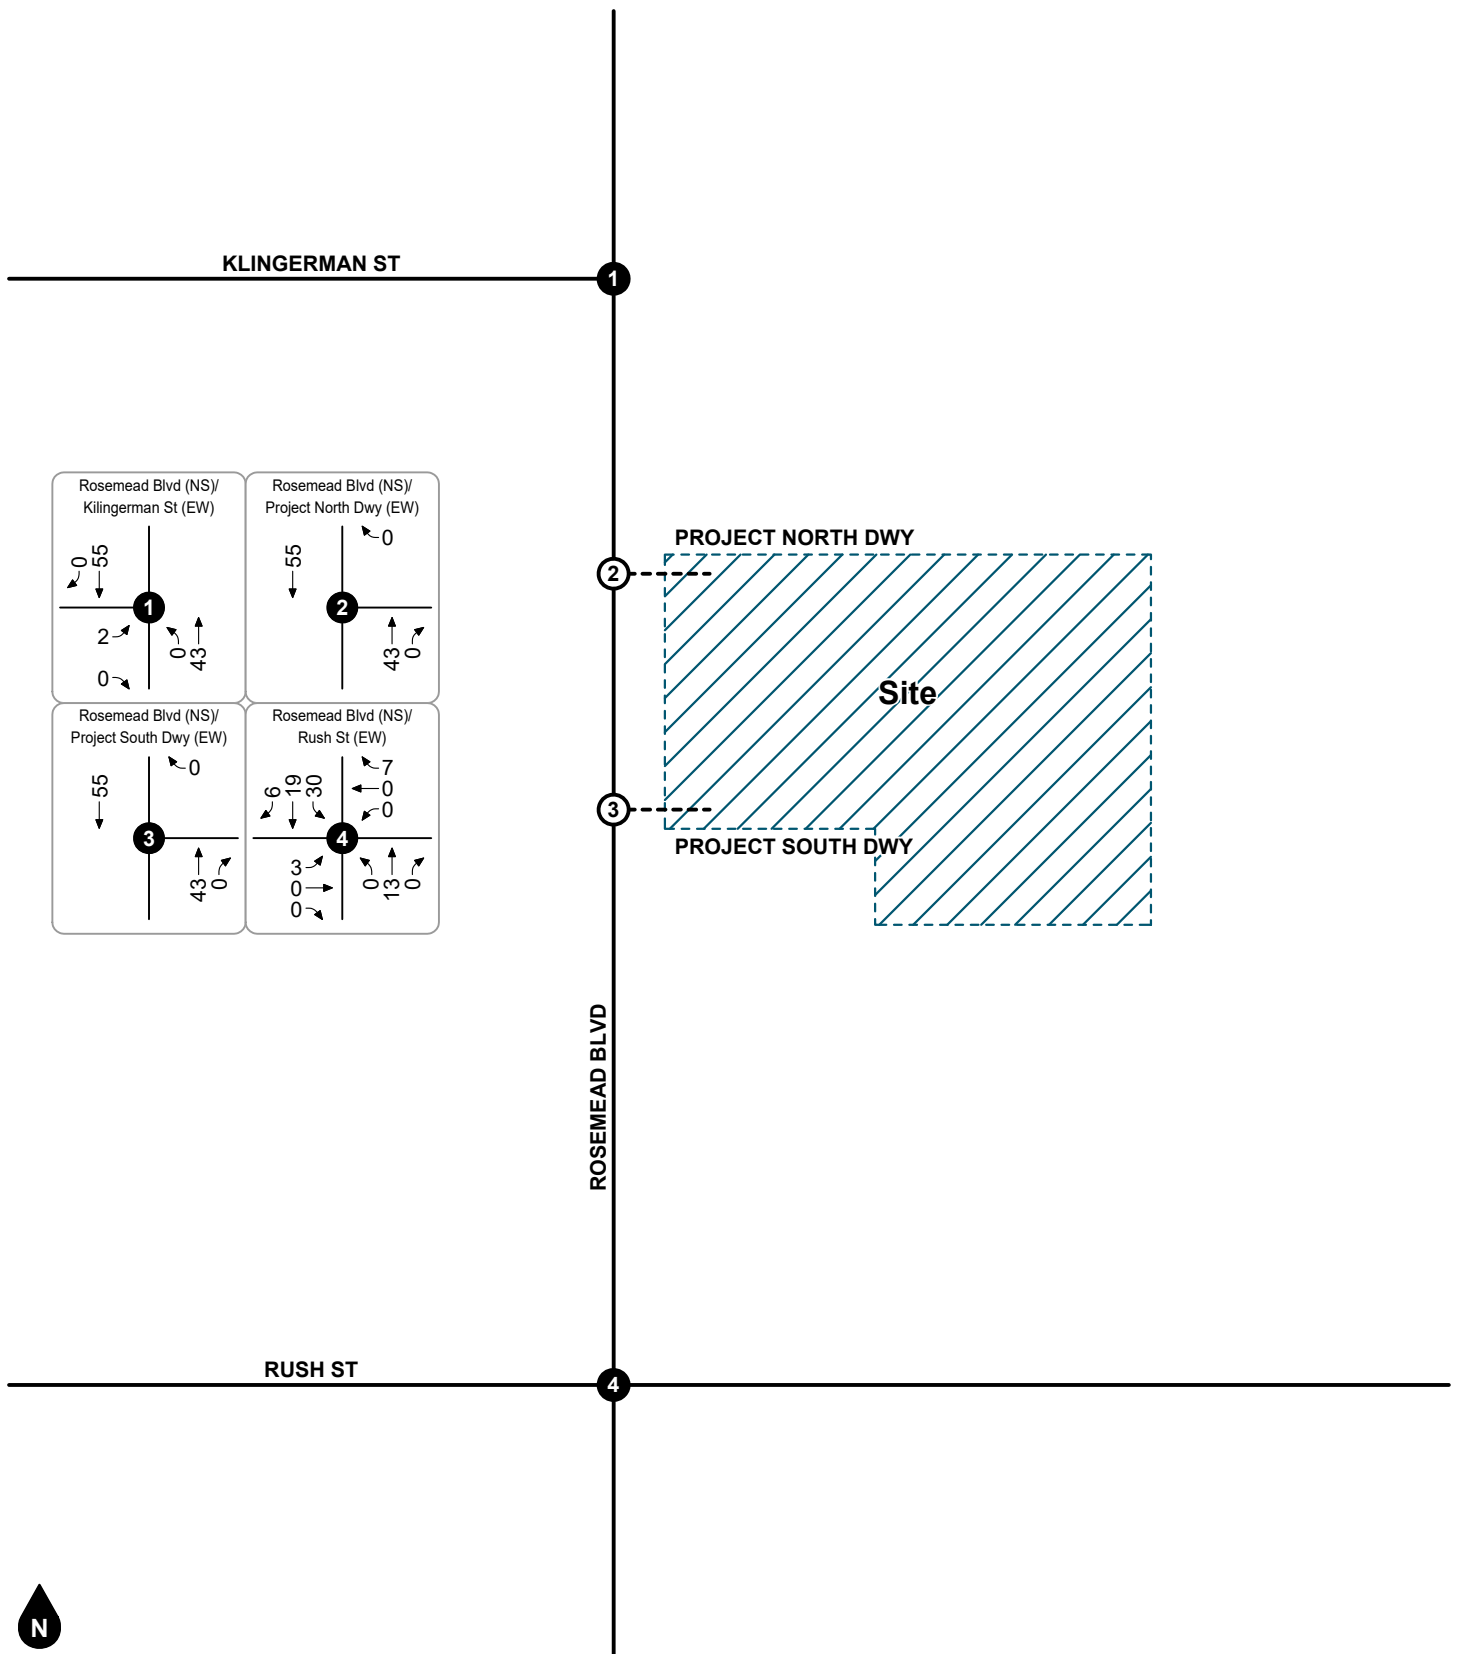 KLINGERMAN ST
1
Rosemead Blvd (NS)/
Kilingerman St (EW)
0
55
1
2
0
0
43
Rosemead Blvd (NS)/
Project North Dwy (EW)
0
55
2
43
0
Rosemead Blvd (NS)/
Project South Dwy (EW)
0
55
3
43
0
Rosemead Blvd (NS)/
Rush St (EW)
6
19
30
7
0
0
4
3
0
0
0
13
0
PROJECT NORTH DWY
2
Site
3
PROJECT SOUTH DWY
ROSEMEAD BLVD
RUSH ST
4
N